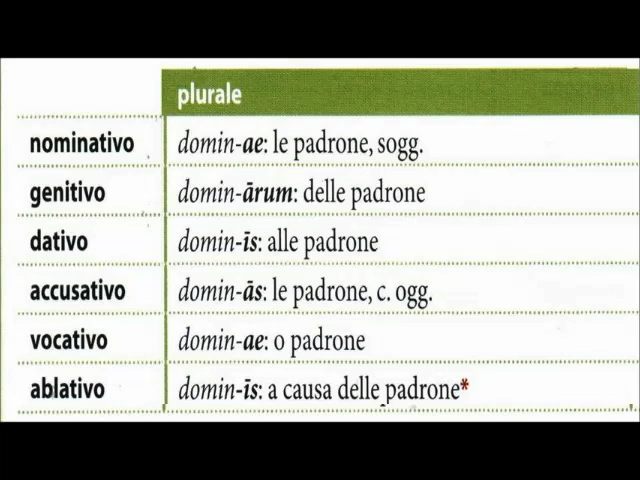 plurale
nominativo domin-ae: le padrone, sogg.
genitivo domin-ārum: delle padrone
dativo domin-īs: alle padrone
accusativo domin-ās: le padrone, c. ogg.
vocativo domin-ae: o padrone
ablativo domin-īs: a causa delle padrone*